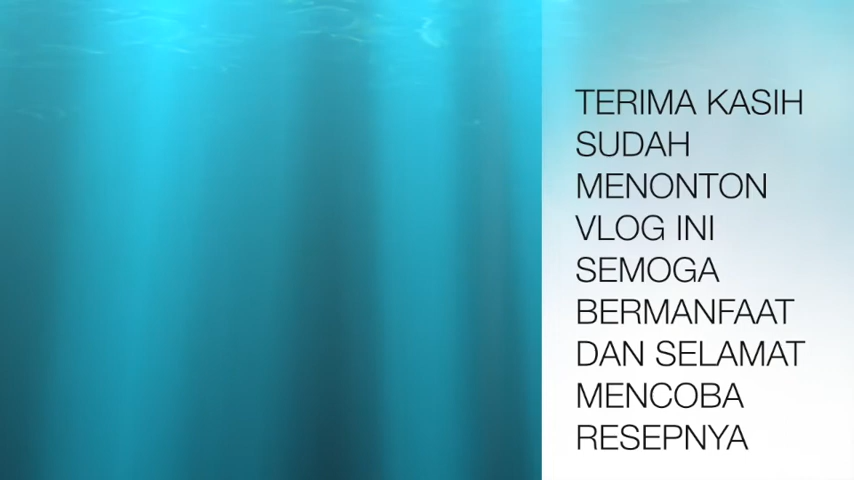 TERIMA KASIH
SUDAH
MENONTON
VLOG INI
SEMOGA
BERMANFAAT
DAN SELAMAT
MENCOBA
RESEPNYA